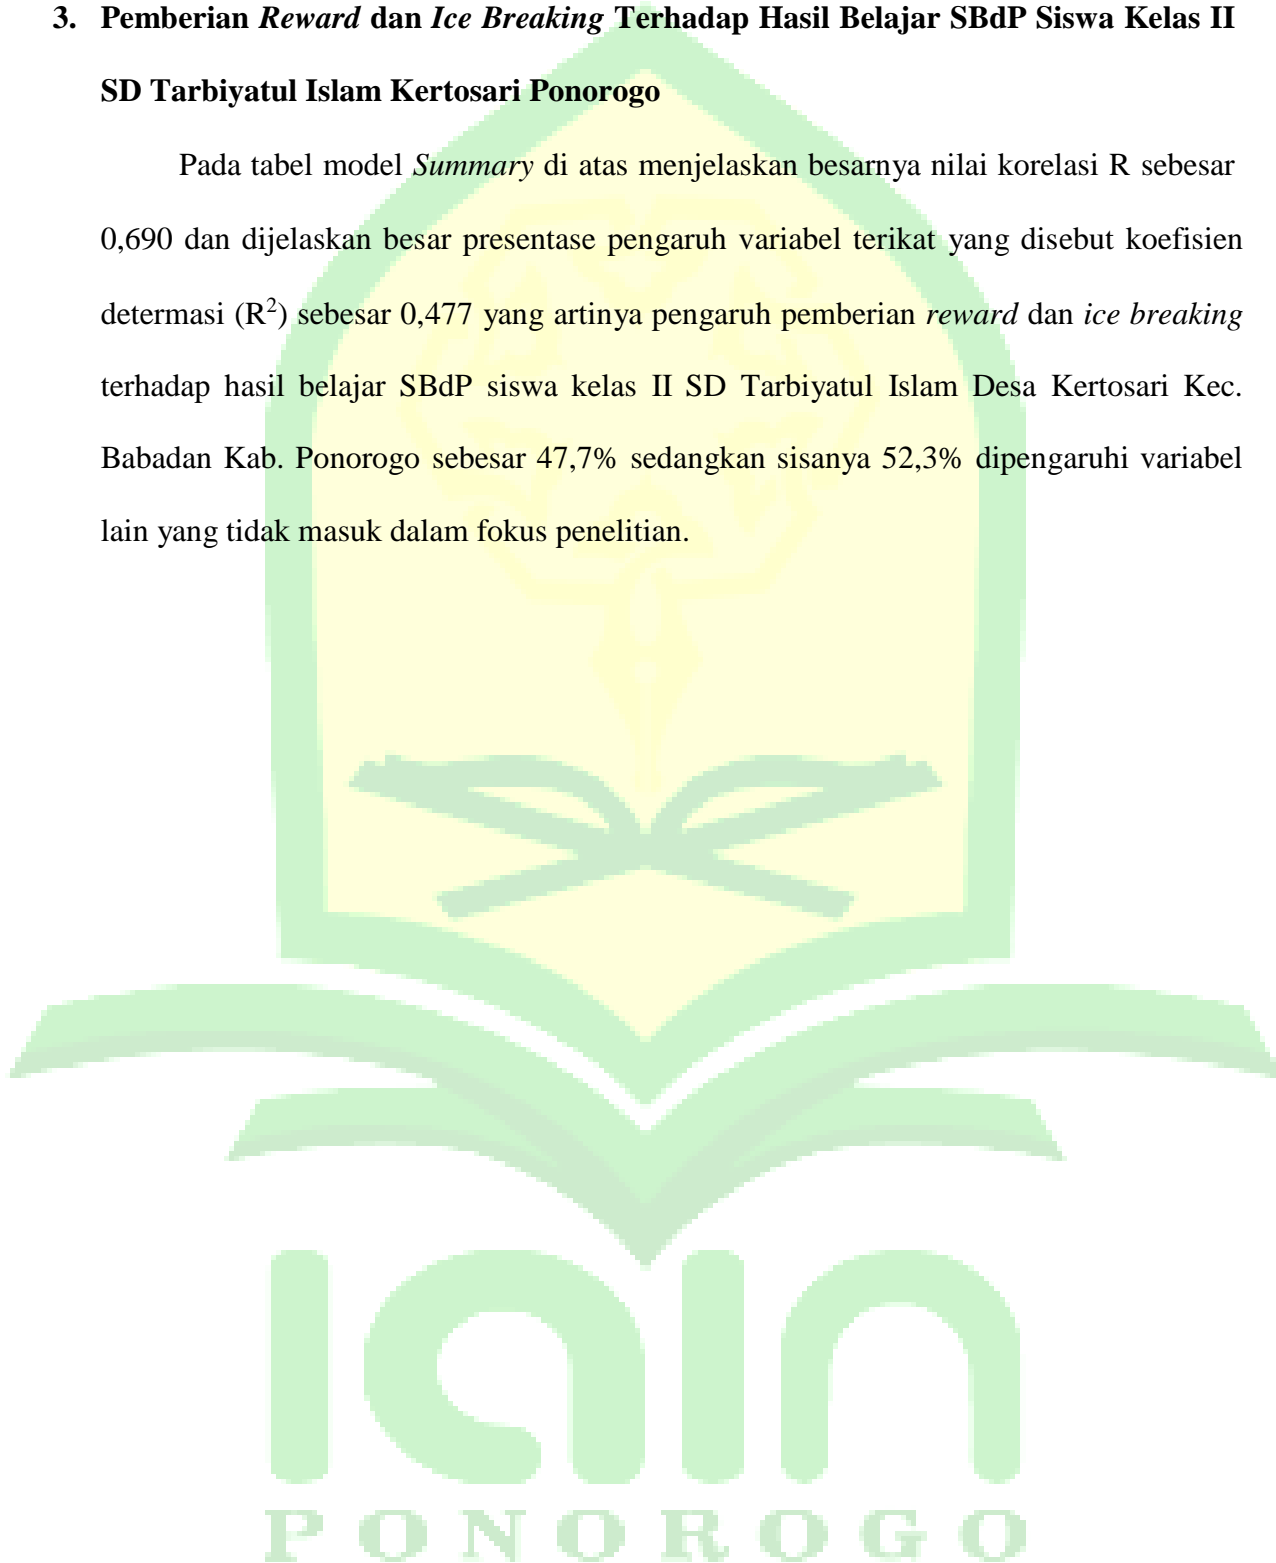 3. Pemberian Reward dan Ice Breaking Terhadap Hasil Belajar SBdP Siswa Kelas II
SD Tarbiyatul Islam Kertosari Ponorogo
Pada tabel model Summary di atas menjelaskan besarnya nilai korelasi R sebesar
0,690 dan dijelaskan besar presentase pengaruh variabel terikat yang disebut koefisien
determasi (R²) sebesar 0,477 yang artinya pengaruh pemberian reward dan ice breaking
terhadap hasil belajar SBdP siswa kelas II SD Tarbiyatul Islam Desa Kertosari Kec.
Babadan Kab. Ponorogo sebesar 47,7% sedangkan sisanya 52,3% dipengaruhi variabel
lain yang tidak masuk dalam fokus penelitian.
iain
PONOROGO